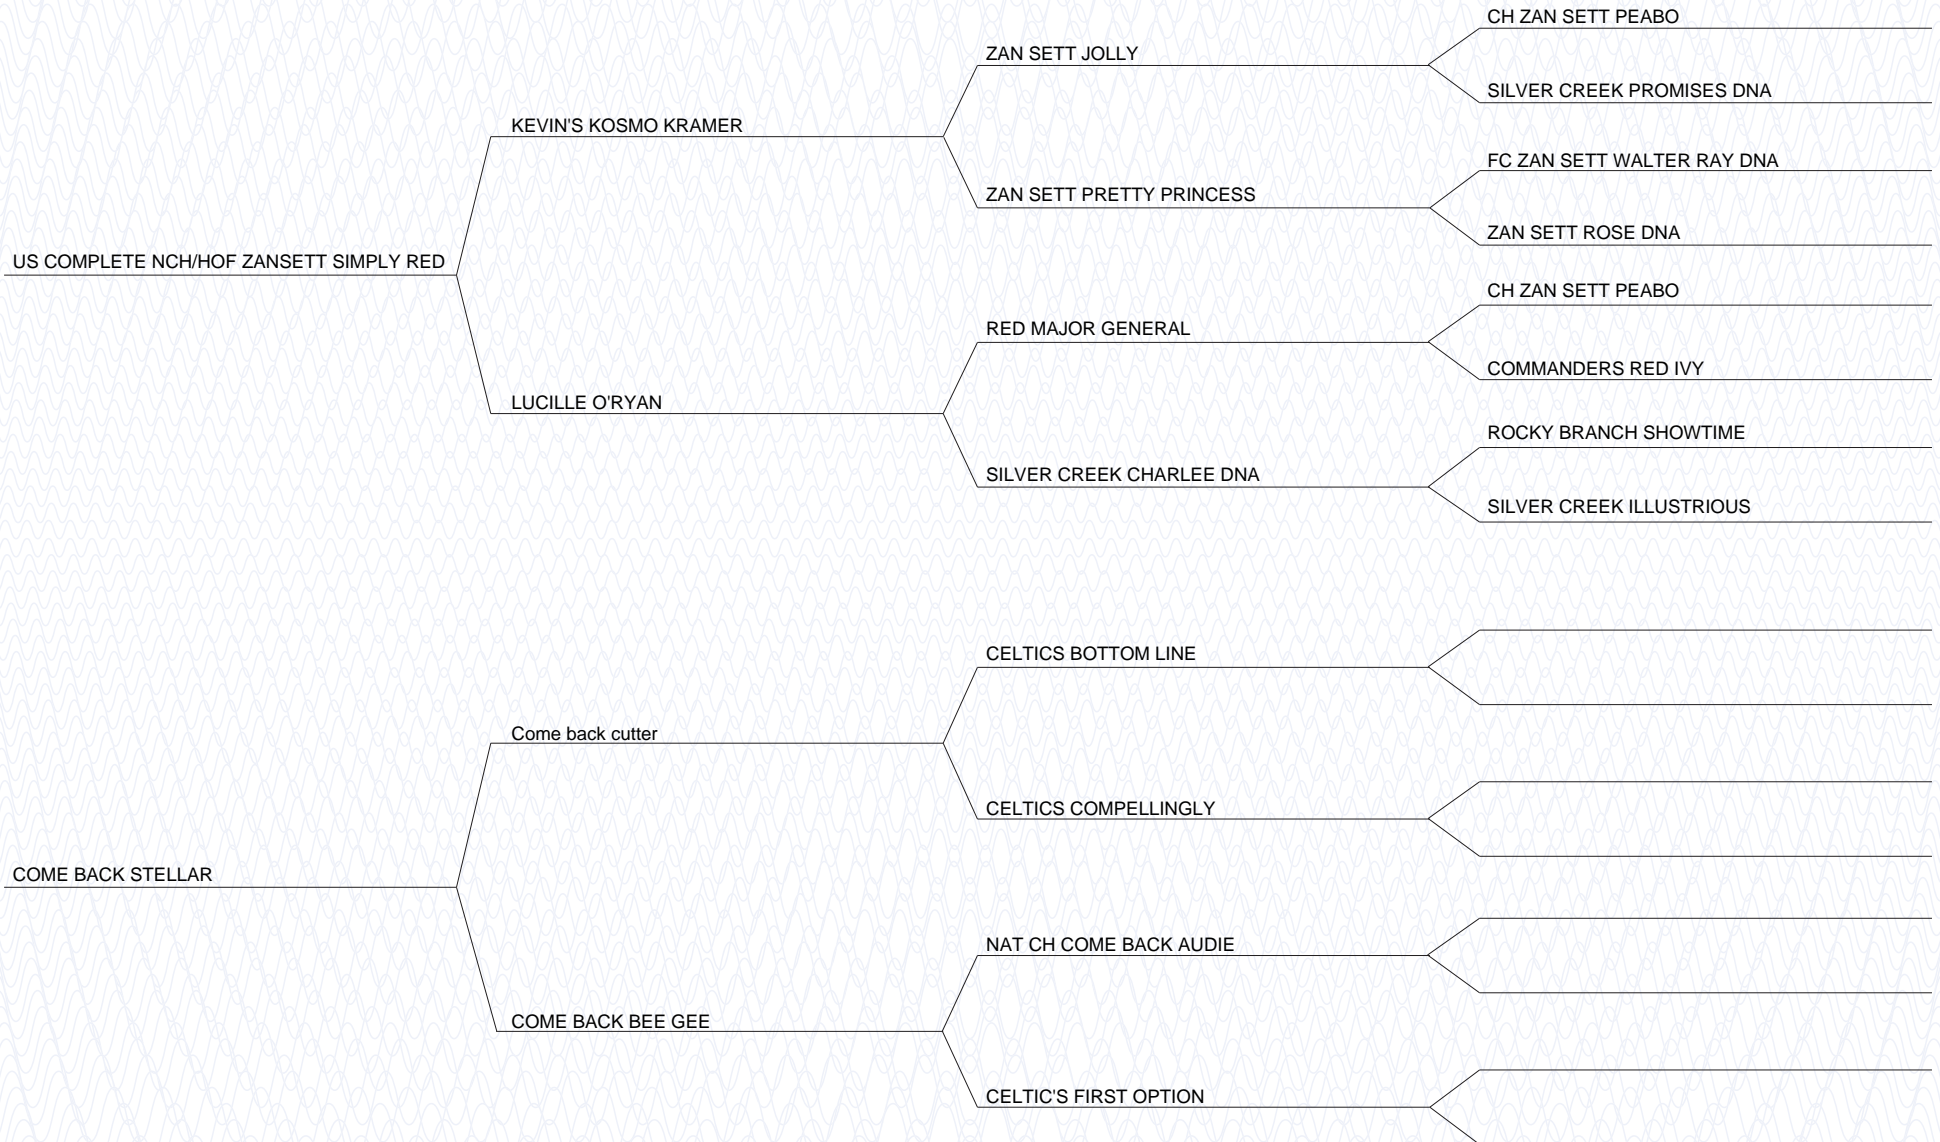 CH ZAN SETT PEABO
ZAN SETT JOLLY
SILVER CREEK PROMISES DNA
KEVIN'S KOSMO KRAMER
FC ZAN SETT WALTER RAY DNA
ZAN SETT PRETTY PRINCESS
ZAN SETT ROSE DNA
US COMPLETE NCH/HOF ZANSETT SIMPLY RED
CH ZAN SETT PEABO
RED MAJOR GENERAL
COMMANDERS RED IVY
LUCILLE O'RYAN
ROCKY BRANCH SHOWTIME
SILVER CREEK CHARLEE DNA
SILVER CREEK ILLUSTRIOUS
CELTICS BOTTOM LINE
Come back cutter
CELTICS COMPELLINGLY
COME BACK STELLAR
NAT CH COME BACK AUDIE
COME BACK BEE GEE
CELTIC'S FIRST OPTION